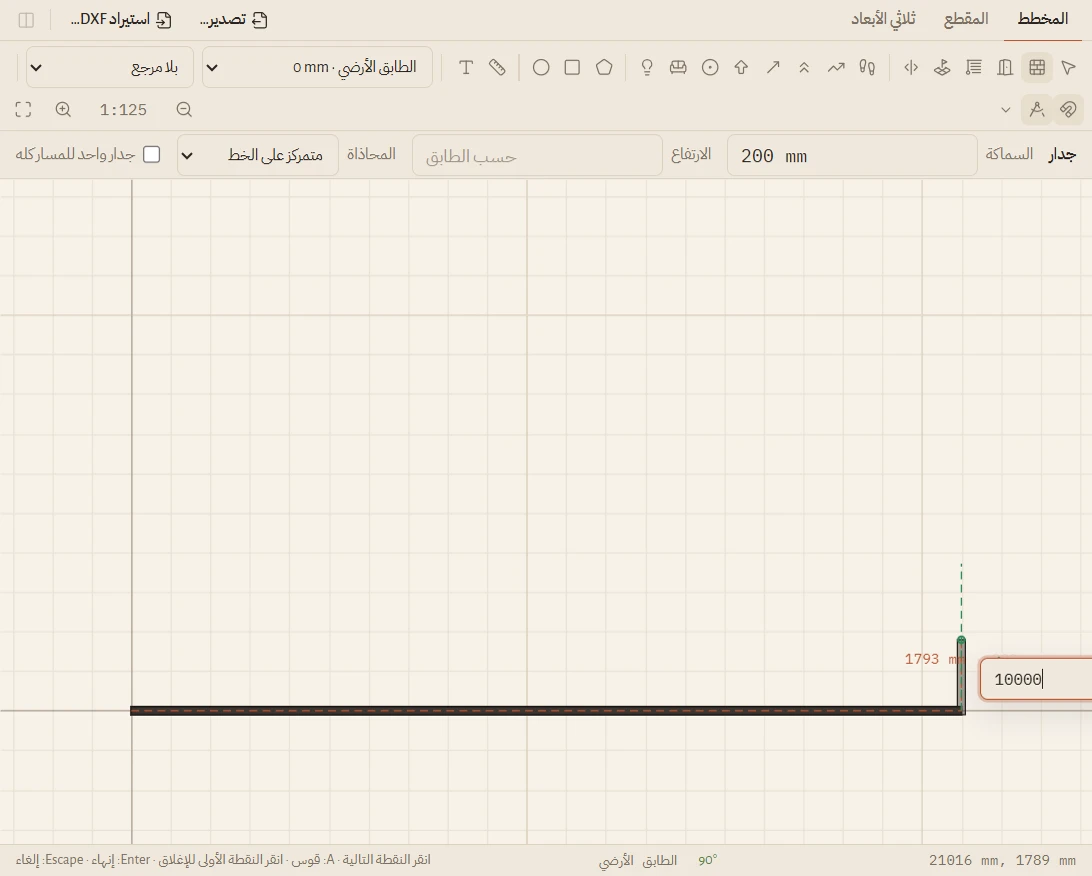 المخطط
المقطع
ثلاثي الأبعاد
تصدير...
استيراد DXF...
الطابق الأرضي · 0 mm
بلا مرجع
1:125
جدار
السماكة
200 mm
الارتفاع
حسب الطابق
المحاذاة
متمركز على الخط
جدار واحد للمسار كله
1793 mm
10000
21016 mm, 1789 mm
90°
الطابق الأرضي
انقر النقطة التالية · A: قوس · انقر النقطة الأولى للإغلاق · Enter: إنهاء · Escape: إلغاء